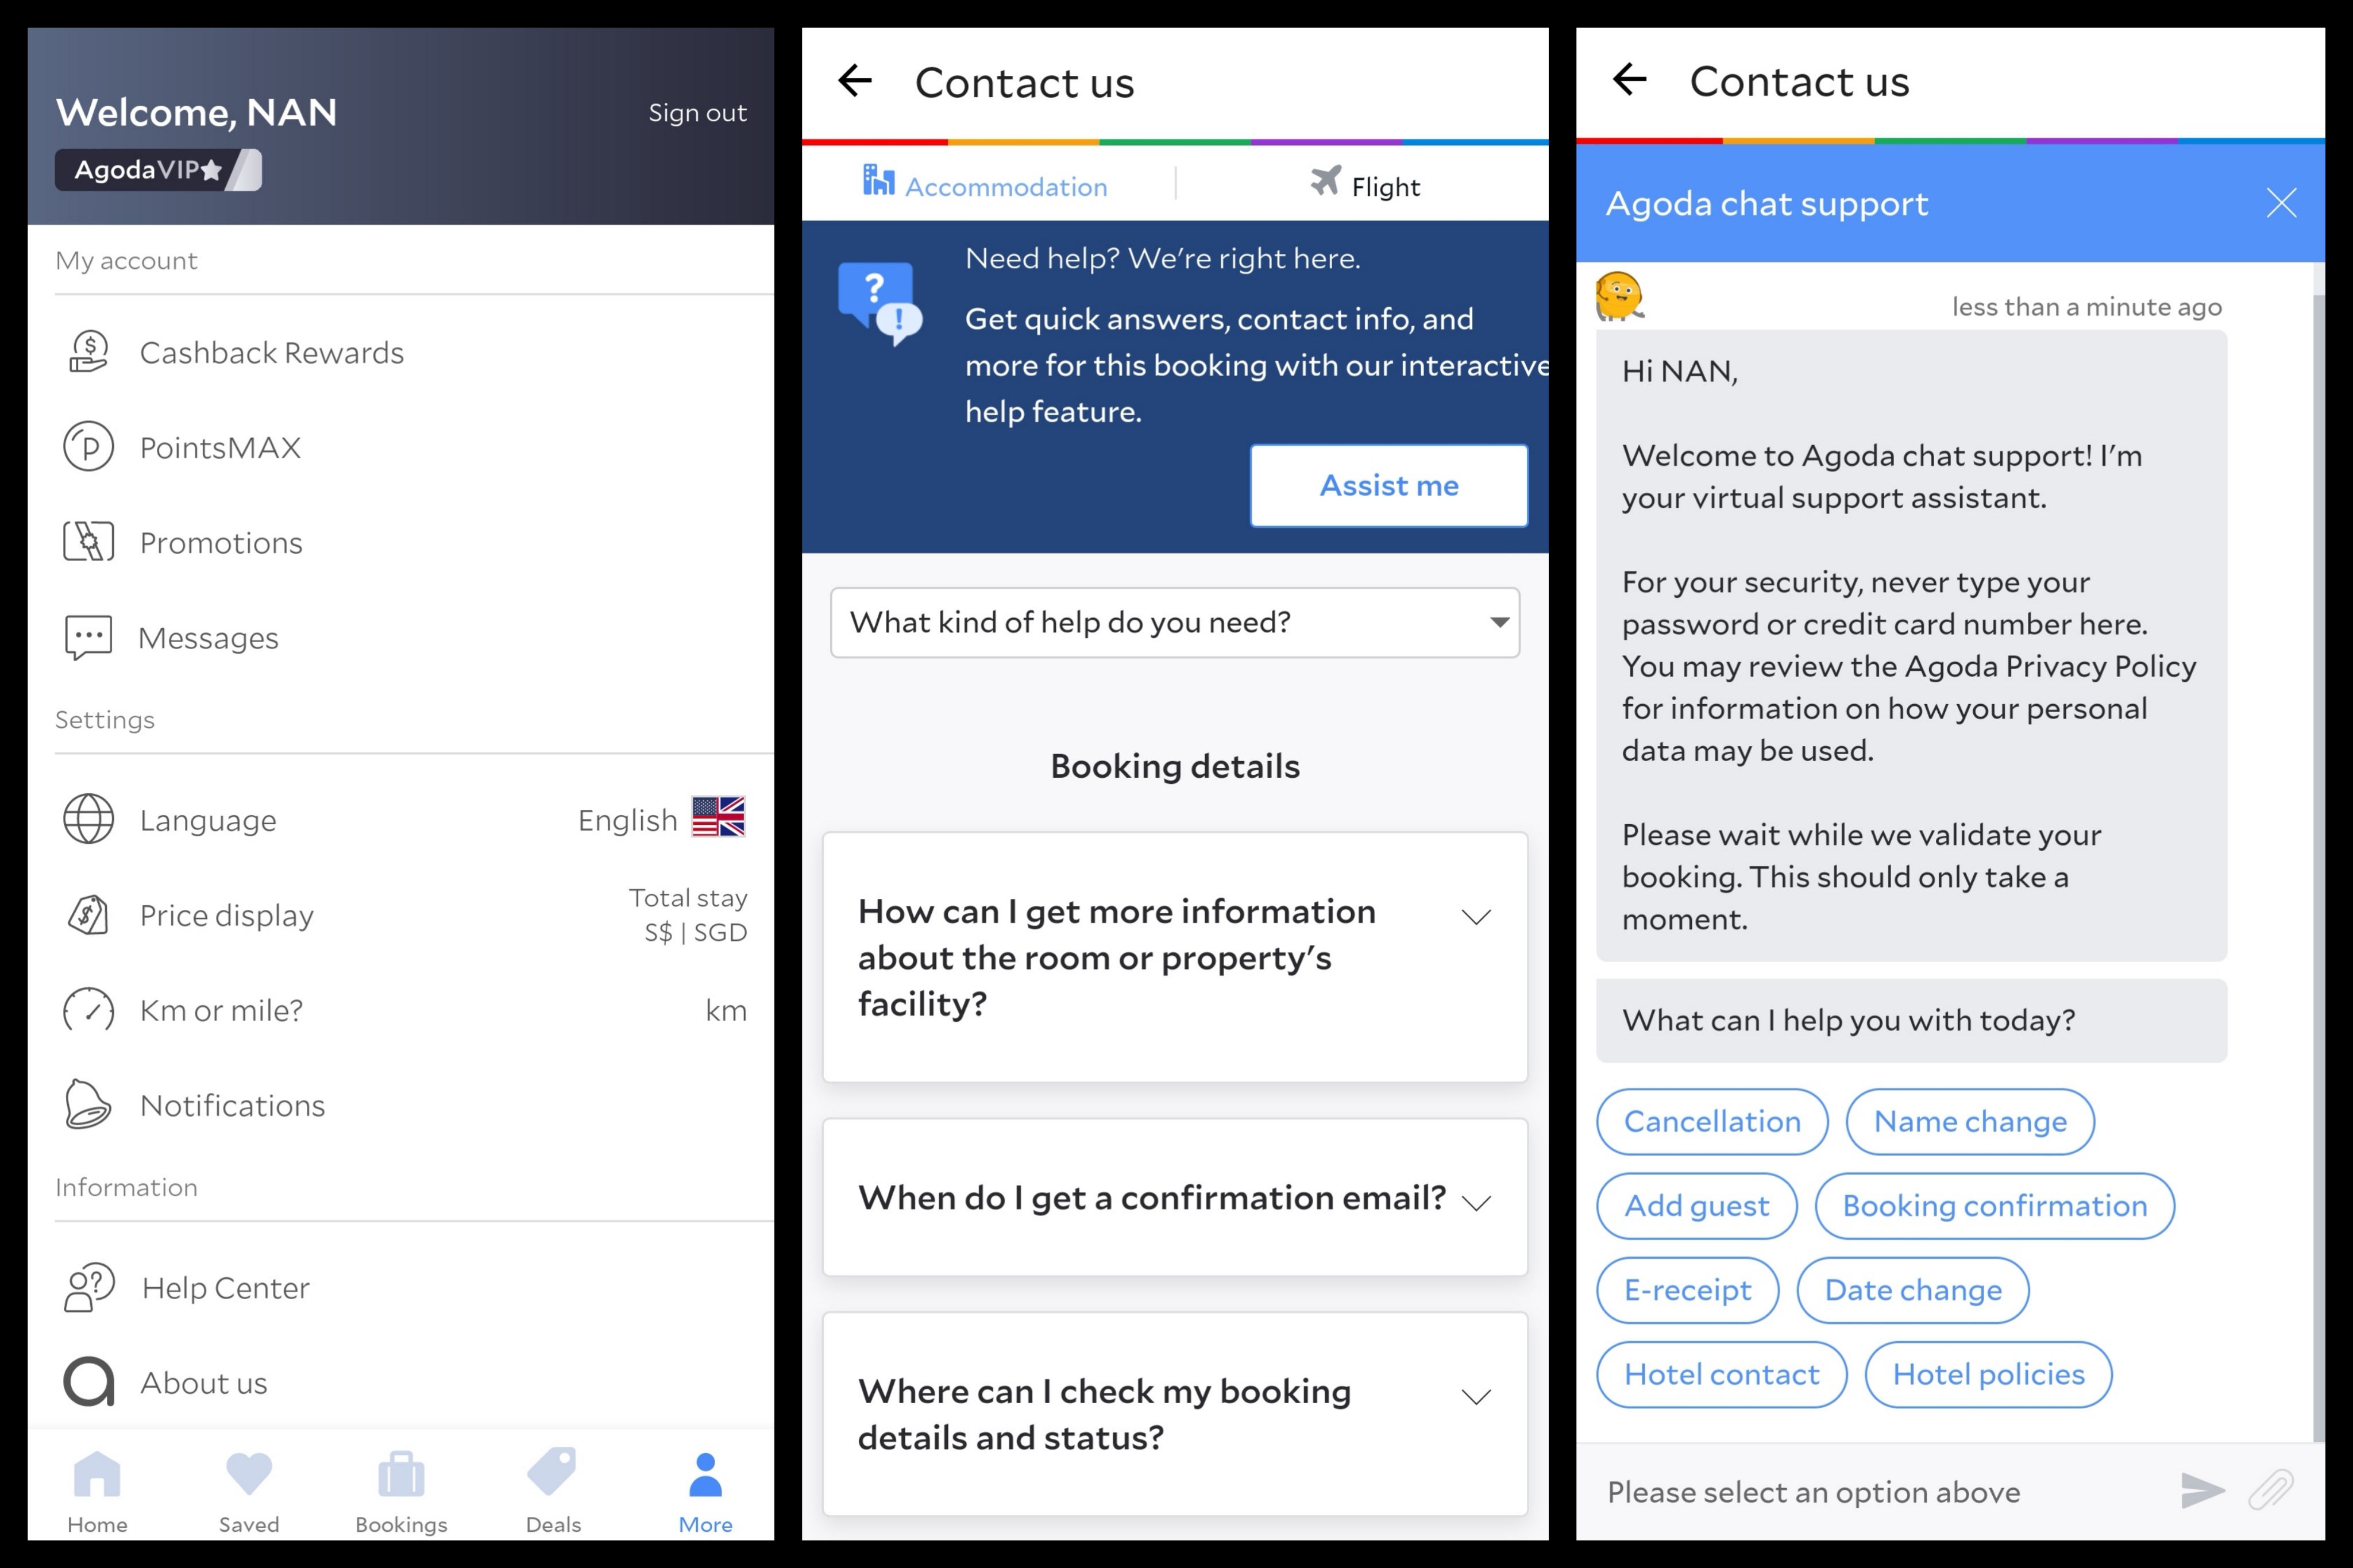 Welcome, NAN
Sign out
AgodaVIP
My account
Cashback Rewards
PointsMAX
Promotions
Messages
Settings
Language
English
Price display
Total stay
S$ | SGD
Km or mile?
km
Notifications
Information
Help Center
About us
Home
Saved
Bookings
Deals
More
Contact us
Accommodation
Flight
Need help? We're right here.
Get quick answers, contact info, and
more for this booking with our interactive
help feature.
Assist me
What kind of help do you need?
Booking details
How can I get more information
about the room or property's
facility?
When do I get a confirmation email?
Where can I check my booking
details and status?
Contact us
Agoda chat support
less than a minute ago
Hi NAN,
Welcome to Agoda chat support! I'm
your virtual support assistant.
For your security, never type your
password or credit card number here.
You may review the Agoda Privacy Policy
for information on how your personal
data may be used.
Please wait while we validate your
booking. This should only take a
moment.
What can I help you with today?
Cancellation
Name change
Add guest
Booking confirmation
E-receipt
Date change
Hotel contact
Hotel policies
Please select an option above